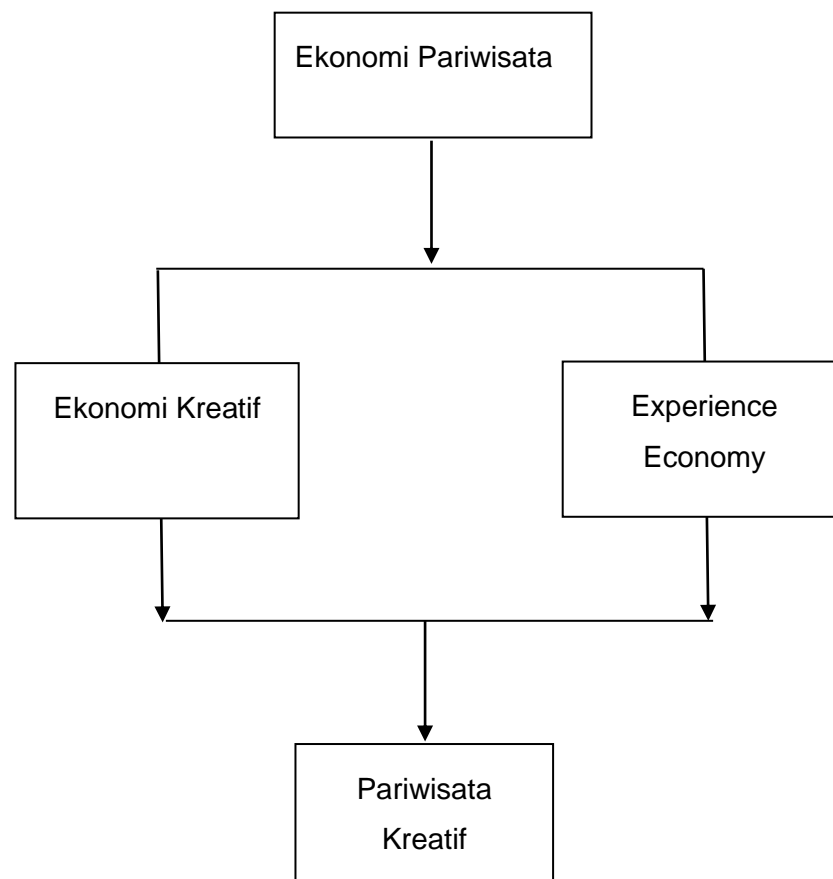 Ekonomi Pariwisata
Ekonomi Kreatif
Experience
Economy
Pariwisata
Kreatif